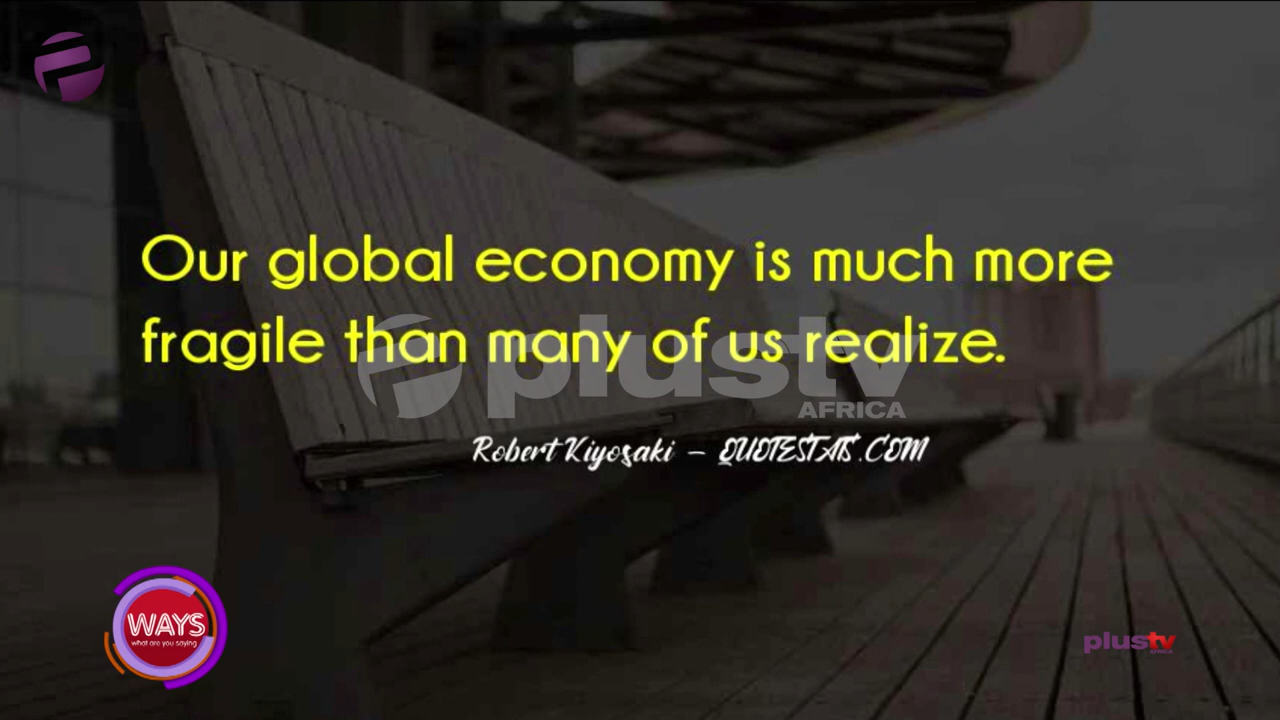 Our global economy is much more
fragile than many of us realize.
plustv
AFRICA
Robert Kiyosaki – QUOTESTATS.COM
WAYS
what are you saying
plustv
AFRICA